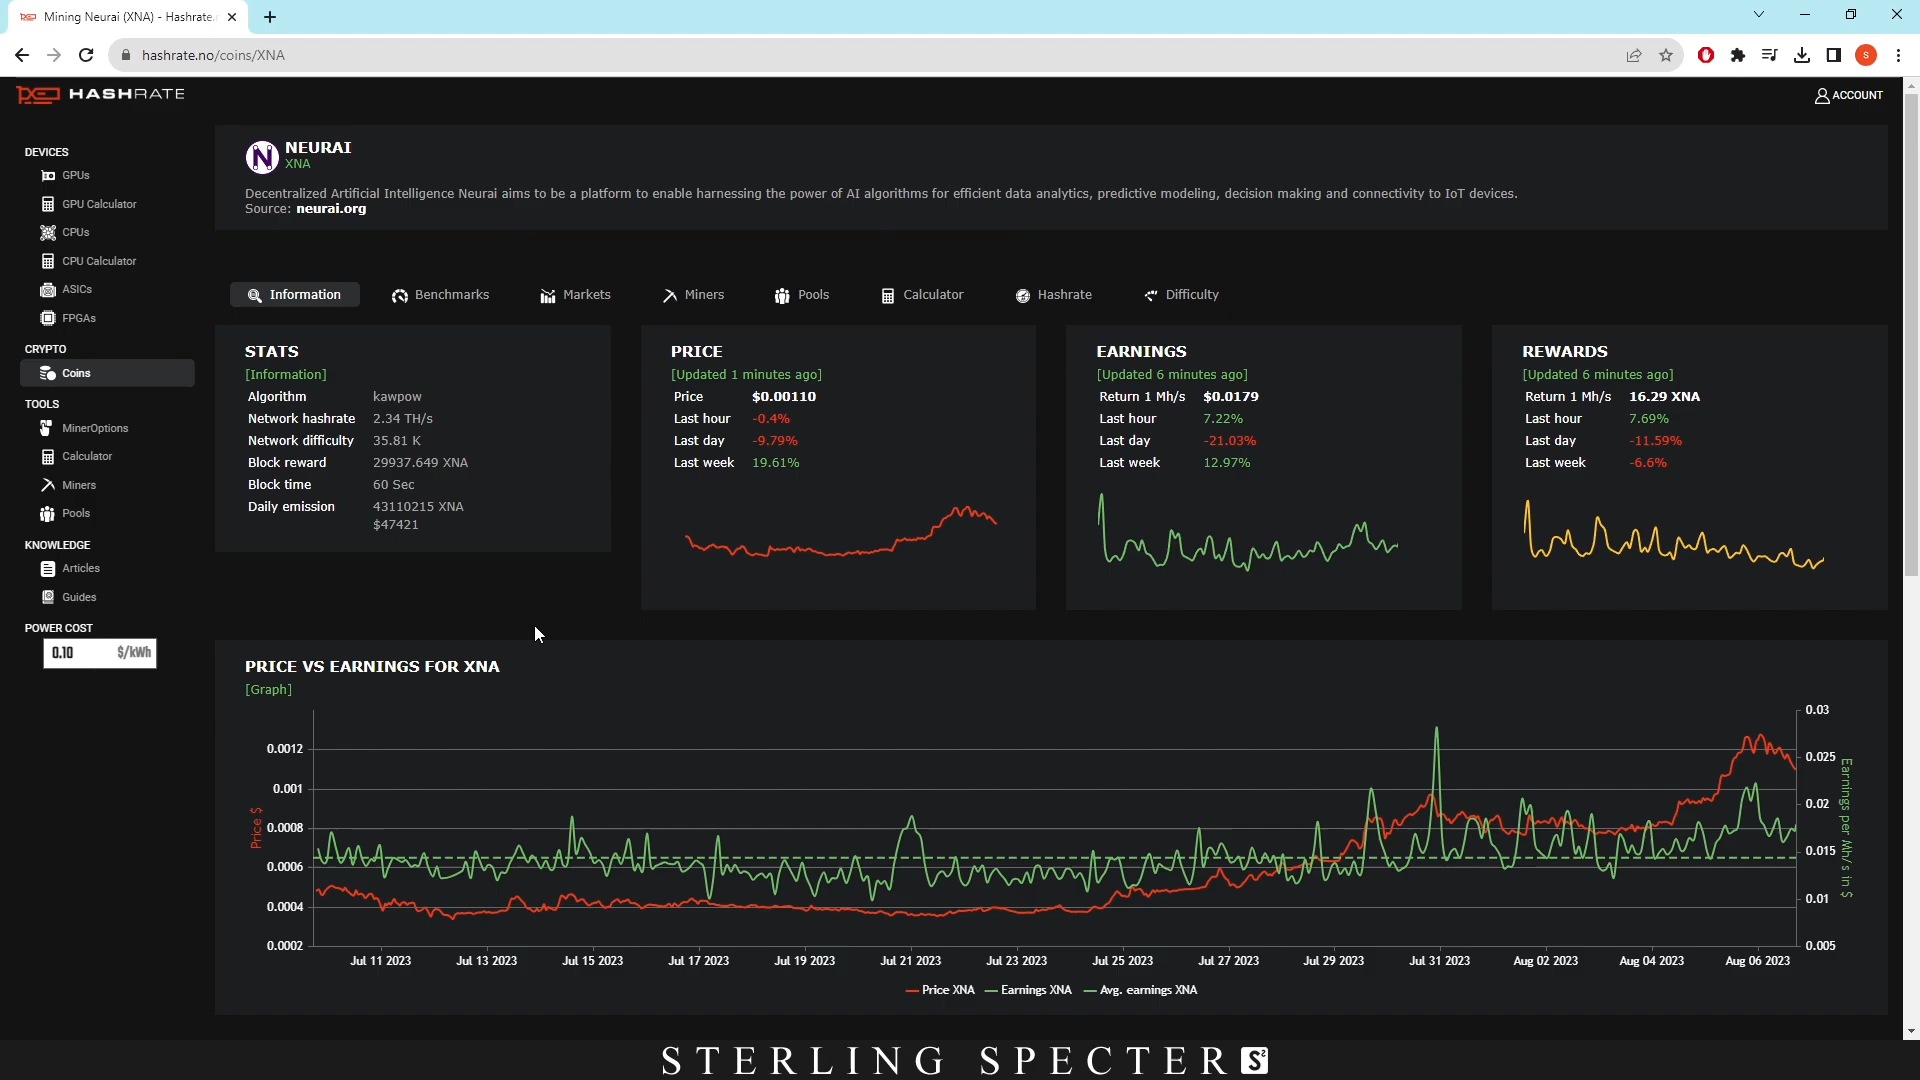 Mining Neurai (XNA) - Hashrate.
hashrate.no/coins/XNA
S
HASHRATE
ACCOUNT
DEVICES
GPUs
GPU Calculator
CPUs
CPU Calculator
ASICs
FPGAs
CRYPTO
Coins
TOOLS
MinerOptions
Calculator
Miners
Pools
KNOWLEDGE
Articles
Guides
POWER COST
0.10 $/kWh
N
NEURAI
XNA
Decentralized Artificial Intelligence Neurai aims to be a platform to enable harnessing the power of AI algorithms for efficient data analytics, predictive modeling, decision making and connectivity to IoT devices.
Source: neurai.org
Information Benchmarks Markets Miners Pools Calculator Hashrate Difficulty
STATS
[Information]
Algorithm kawpow
Network hashrate 2.34 TH/s
Network difficulty 35.81 K
Block reward 29937.649 XNA
Block time 60 Sec
Daily emission 43110215 XNA
$47421
PRICE
[Updated 1 minutes ago]
Price $0.00110
Last hour -0.4%
Last day -9.79%
Last week 19.61%
EARNINGS
[Updated 6 minutes ago]
Return 1 Mh/s $0.0179
Last hour 7.22%
Last day -21.03%
Last week 12.97%
REWARDS
[Updated 6 minutes ago]
Return 1 Mh/s 16.29 XNA
Last hour 7.69%
Last day -11.59%
Last week -6.6%
PRICE VS EARNINGS FOR XNA
[Graph]
Price $
0.0012
0.001
0.0008
0.0006
0.0004
0.0002
0.03
0.025
0.02
0.015
0.01
0.005
Earnings per Mh/s in $
Jul 11 2023 Jul 13 2023 Jul 15 2023 Jul 17 2023 Jul 19 2023 Jul 21 2023 Jul 23 2023 Jul 25 2023 Jul 27 2023 Jul 29 2023 Jul 31 2023 Aug 02 2023 Aug 04 2023 Aug 06 2023
Price XNA Earnings XNA Avg. earnings XNA
STERLING SPECTER S²